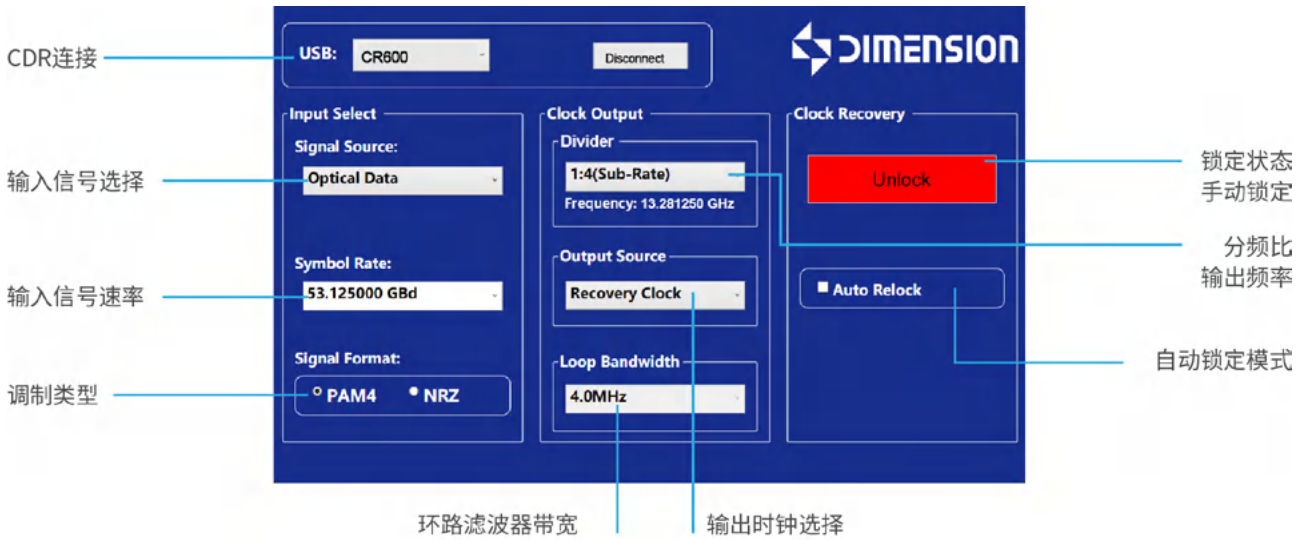 CDR连接
USB:
CR600
Disconnect
DIMENSION
Input Select
Signal Source:
Optical Data
输入信号选择
Symbol Rate:
53.125000 GBd
输入信号速率
Signal Format:
PAM4
NRZ
调制类型
Clock Output
Divider
1:4(Sub-Rate)
Frequency: 13.281250 GHz
Output Source
Recovery Clock
Loop Bandwidth
4.0MHz
Clock Recovery
Unlock
锁定状态
手动锁定
分频比
输出频率
Auto Relock
自动锁定模式
环路滤波器带宽
输出时钟选择